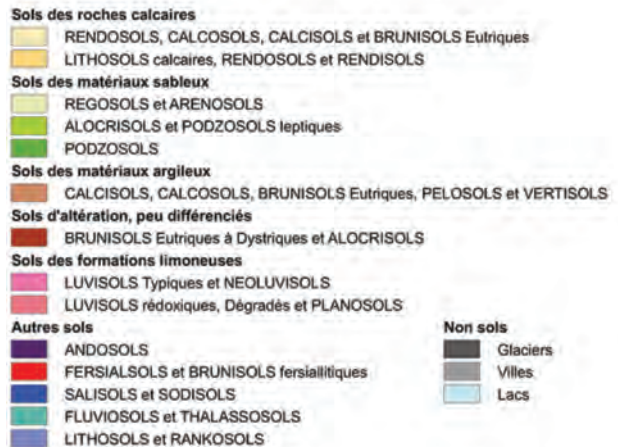 Sols des roches calcaires
RENDOSOLS, CALCOSOLS, CALCISOLS et BRUNISOLS Eutriques
LITHOSOLS calcaires, RENDOSOLS et RENDISOLS
Sols des matériaux sableux
REGOSOLS et ARENOSOLS
ALOCRISOLS et PODZOSOLS leptiques
PODZOSOLS
Sols des matériaux argileux
CALCISOLS, CALCOSOLS, BRUNISOLS Eutriques, PELOSOLS et VERTISOLS
Sols d'altération, peu différenciés
BRUNISOLS Eutriques à Dystriques et ALOCRISOLS
Sols des formations limoneuses
LUVISOLS Typiques et NEOLUVISOLS
LUVISOLS rédoxiques, Dégradés et PLANOSOLS
Autres sols
ANDOSOLS
FERSIALSOLS et BRUNISOLS fersiallitiques
SALISOLS et SODISOLS
FLUVIOSOLS et THALASSOSOLS
LITHOSOLS et RANKOSOLS
Non sols
Glaciers
Villes
Lacs